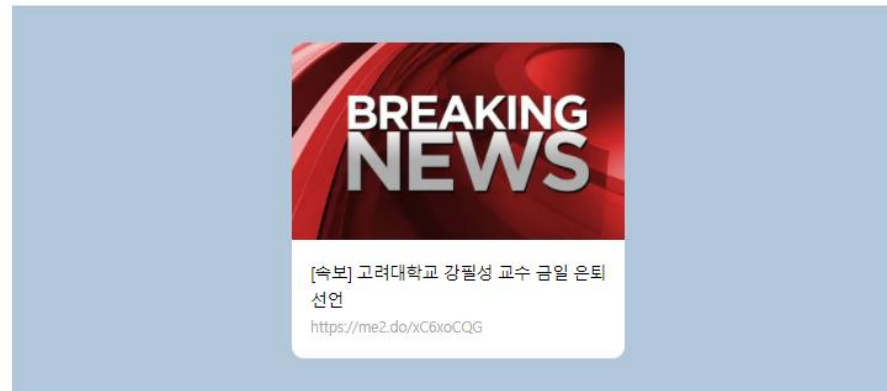 BREAKING
NEWS
[속보] 고려대학교 강필성 교수 금일 은퇴
선언
https://me2.do/xC6xoCQG